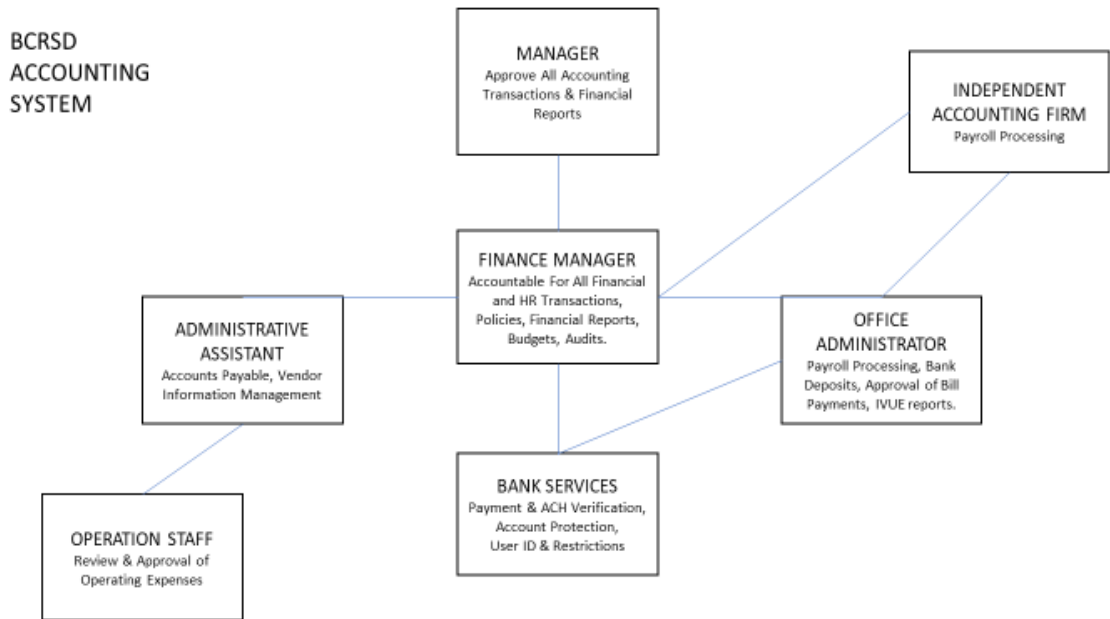 BCRSD
ACCOUNTING
SYSTEM
MANAGER
Approve All Accounting
Transactions & Financial
Reports
INDEPENDENT
ACCOUNTING FIRM
Payroll Processing
FINANCE MANAGER
Accountable For All Financial
and HR Transactions,
Policies, Financial Reports,
Budgets, Audits.
ADMINISTRATIVE
ASSISTANT
Accounts Payable, Vendor
Information Management
OFFICE
ADMINISTRATOR
Payroll Processing, Bank
Deposits, Approval of Bill
Payments, IVUE reports.
BANK SERVICES
Payment & ACH Verification,
Account Protection,
User ID & Restrictions
OPERATION STAFF
Review & Approval of
Operating Expenses